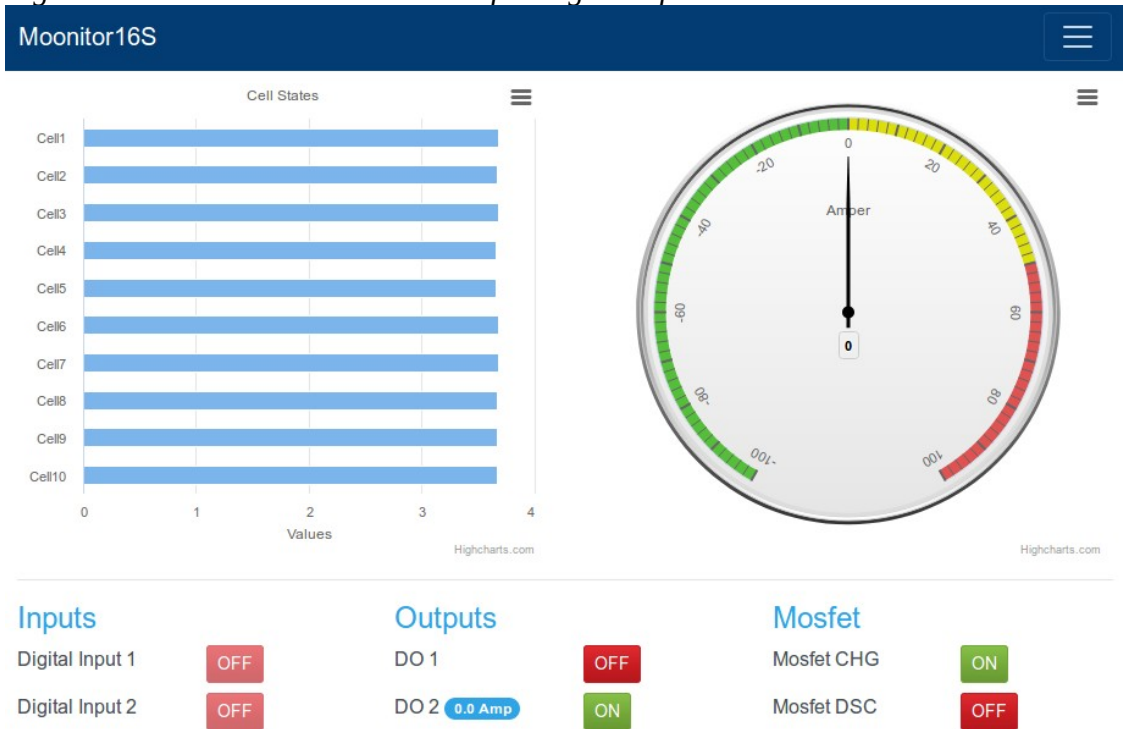 Moonitor16S
Cell States
Cell1
Cell2
Cell3
Cell4
Cell5
Cell6
Cell7
Cell8
Cell9
Cell10
0 1 2 3 4
Values
Highcharts.com
-100
-80
-60
-40
-20
0
20
40
60
80
100
Amper
0
Highcharts.com
Inputs
Digital Input 1 OFF
Digital Input 2 OFF
Outputs
DO 1 OFF
DO 2 0.0 Amp ON
Mosfet
Mosfet CHG ON
Mosfet DSC OFF